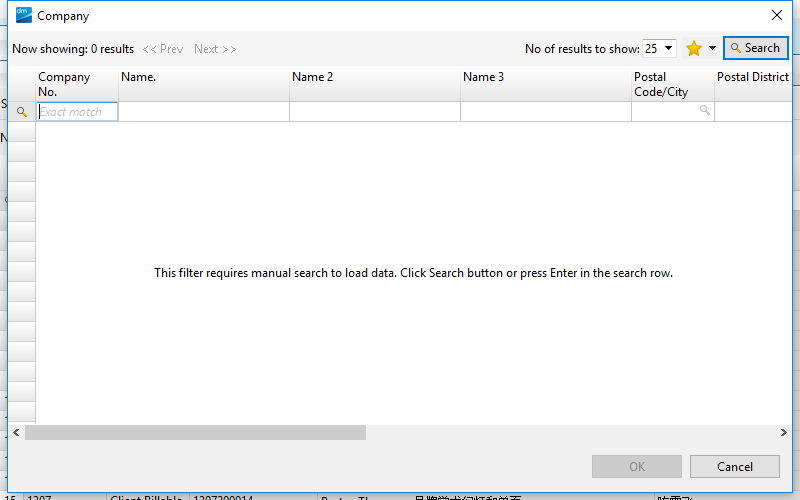 dm Company
Now showing: 0 results << Prev Next >> No of results to show: 25 Search
Company No. Name. Name 2 Name 3 Postal Code/City Postal District
Exact match
This filter requires manual search to load data. Click Search button or press Enter in the search row.
OK Cancel